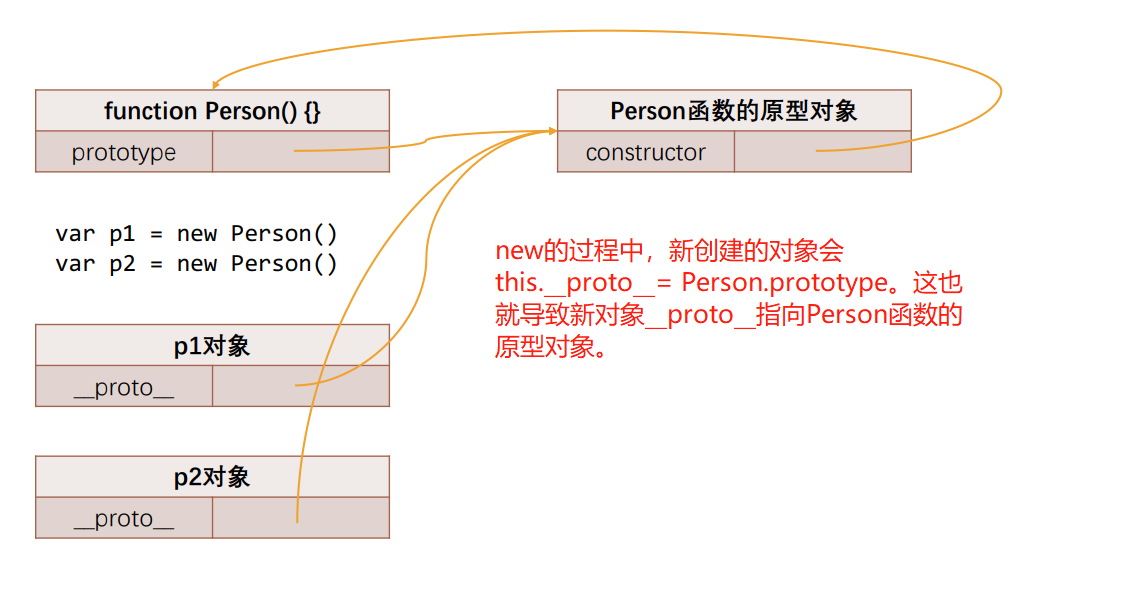 function Person() {}
prototype
Person函数的原型对象
constructor
var p1 = new Person()
var p2 = new Person()
new的过程中，新创建的对象会
this.__proto__= Person.prototype。这也
就导致新对象__proto__指向Person函数的
原型对象。
p1对象
__proto__
p2对象
__proto__